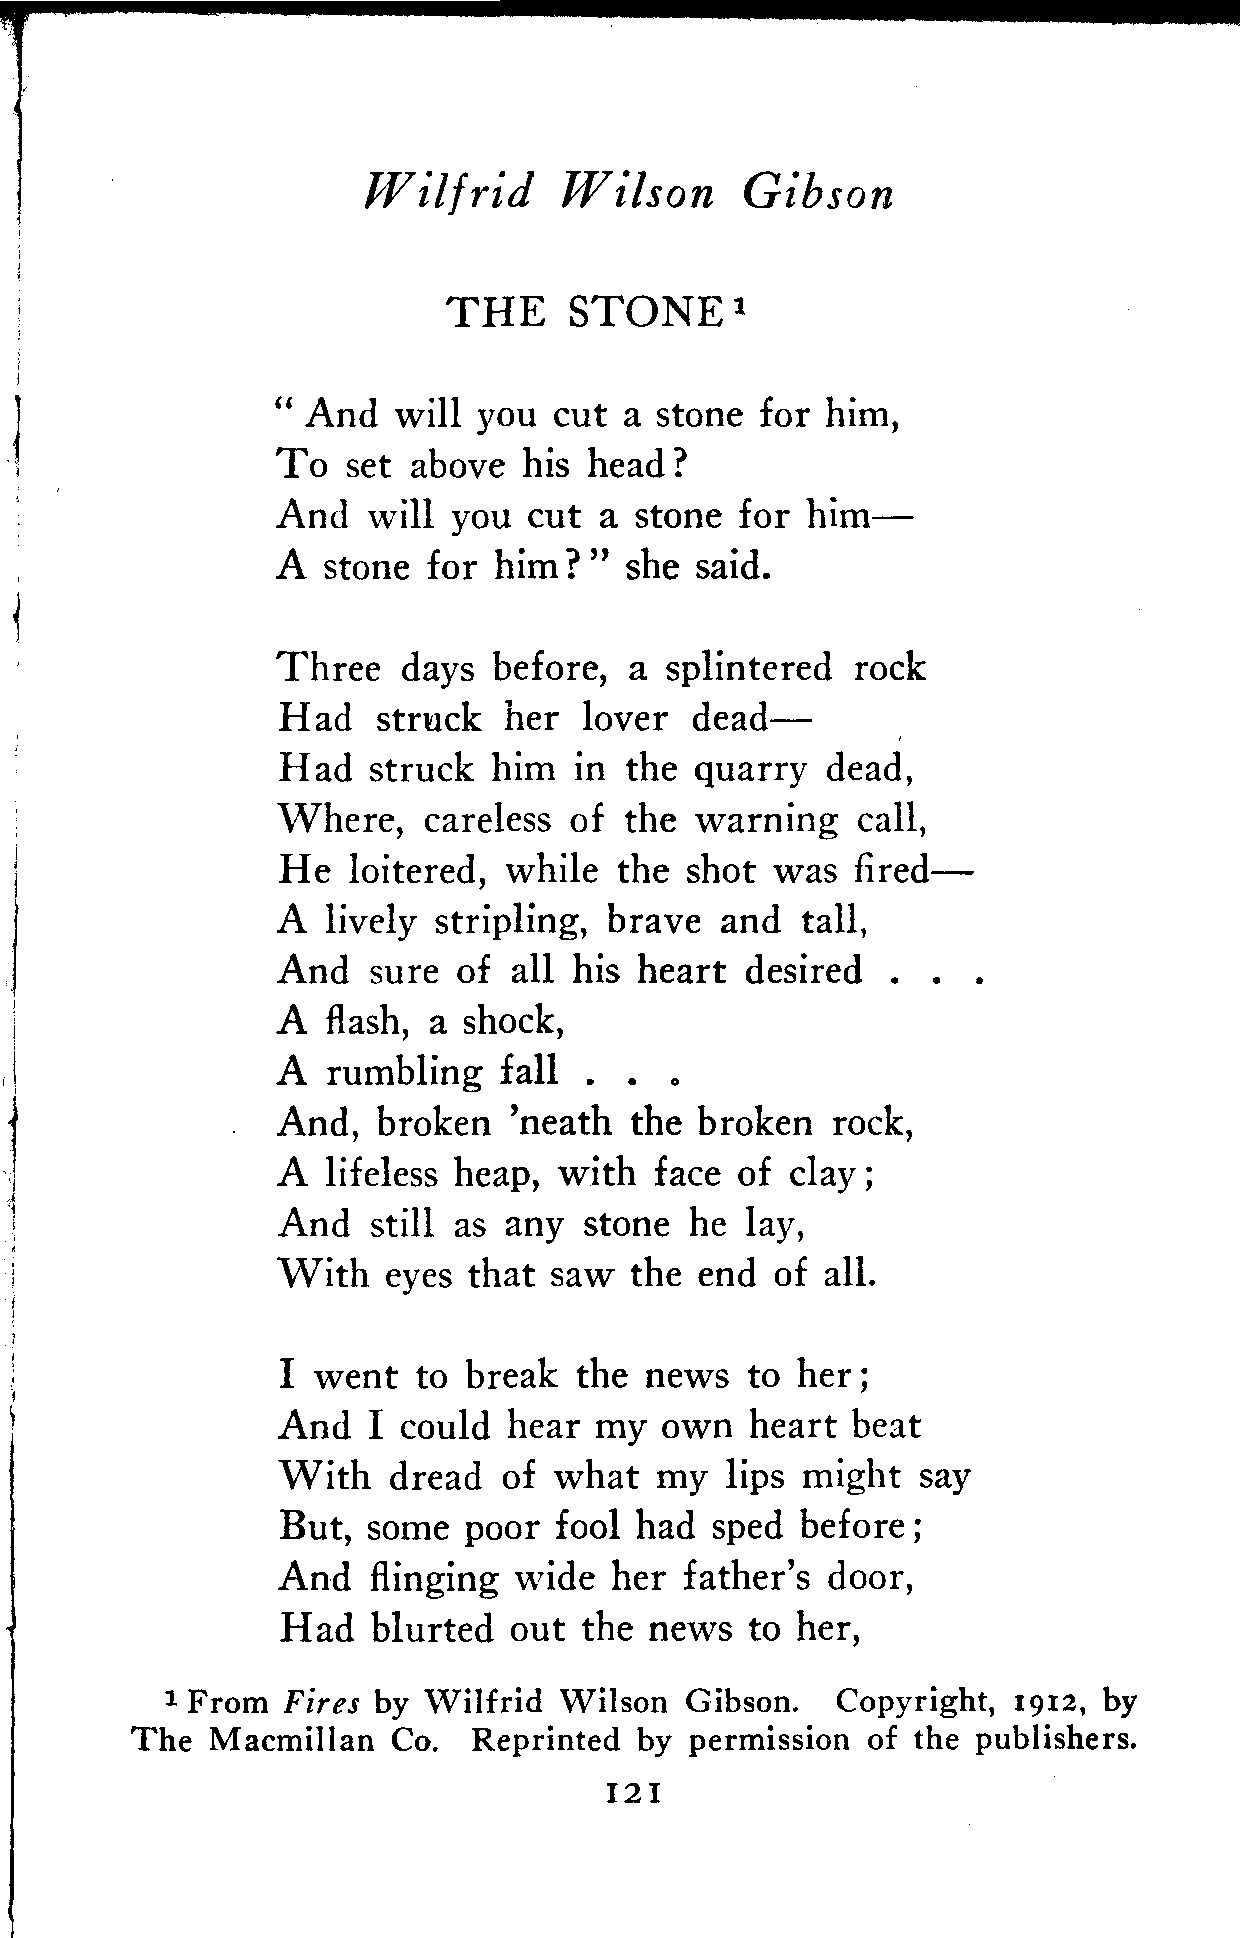 Wilfrid Wilson Gibson
THE STONE¹
“ And will you cut a stone for him,
To set above his head?
And will you cut a stone for him—
A stone for him?” she said.
Three days before, a splintered rock
Had struck her lover dead—
Had struck him in the quarry dead,
Where, careless of the warning call,
He loitered, while the shot was fired—
A lively stripling, brave and tall,
And sure of all his heart desired . . .
A flash, a shock,
A rumbling fall . . .
And, broken ’neath the broken rock,
A lifeless heap, with face of clay;
And still as any stone he lay,
With eyes that saw the end of all.
I went to break the news to her;
And I could hear my own heart beat
With dread of what my lips might say
But, some poor fool had sped before;
And flinging wide her father’s door,
Had blurted out the news to her,
¹ From Fires by Wilfrid Wilson Gibson. Copyright, 1912, by
The Macmillan Co. Reprinted by permission of the publishers.
121